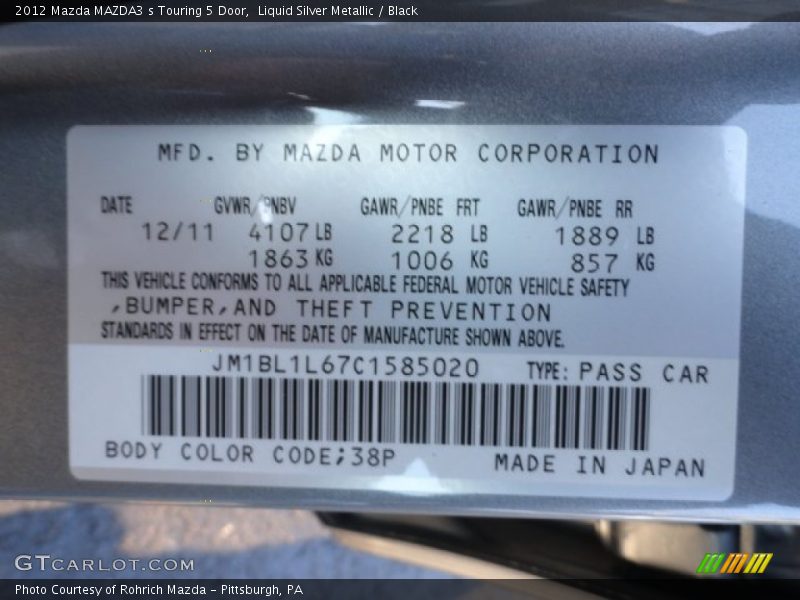 2012 Mazda MAZDA3 s Touring 5 Door, Liquid Silver Metallic / Black
MFD. BY MAZDA MOTOR CORPORATION
DATE GVWR/PNBV GAWR/PNBE FRT GAWR/PNBE RR
12/11 4107 LB 2218 LB 1889 LB
1863 KG 1006 KG 857 KG
THIS VEHICLE CONFORMS TO ALL APPLICABLE FEDERAL MOTOR VEHICLE SAFETY
,BUMPER,AND THEFT PREVENTION
STANDARDS IN EFFECT ON THE DATE OF MANUFACTURE SHOWN ABOVE.
JM1BL1L67C1585020 TYPE: PASS CAR
BODY COLOR CODE;38P MADE IN JAPAN
GTCARLOT.COM
Photo Courtesy of Rohrich Mazda - Pittsburgh, PA